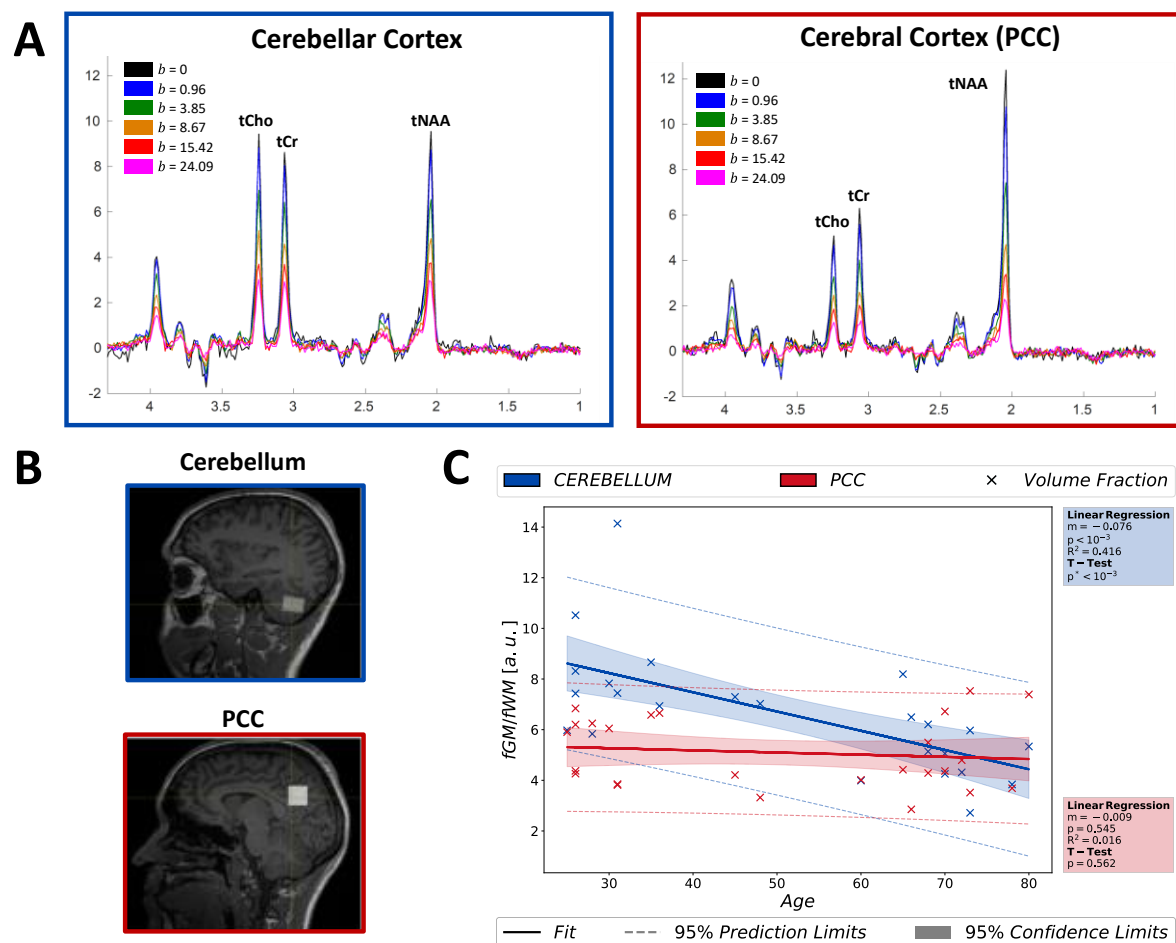 A
Cerebellar Cortex
12
10
8
6
4
2
0
-2
b = 0
b = 0.96
b = 3.85
b = 8.67
b = 15.42
b = 24.09
tCho
tCr
tNAA
4 3.5 3 2.5 2 1.5 1
Cerebral Cortex (PCC)
12
10
8
6
4
2
0
-2
b = 0
b = 0.96
b = 3.85
b = 8.67
b = 15.42
b = 24.09
tNAA
tCr
tCho
4 3.5 3 2.5 2 1.5 1
B
Cerebellum
PCC
C
CEREBELLUM PCC × Volume Fraction
fGM/fWM [a.u.]
14
12
10
8
6
4
2
30 40 50 60 70 80
Age
Linear Regression
m = −0.076
p < 10⁻³
R² = 0.416
T − Test
p* < 10⁻³
Linear Regression
m = −0.009
p = 0.545
R² = 0.016
T − Test
p = 0.562
Fit 95% Prediction Limits 95% Confidence Limits